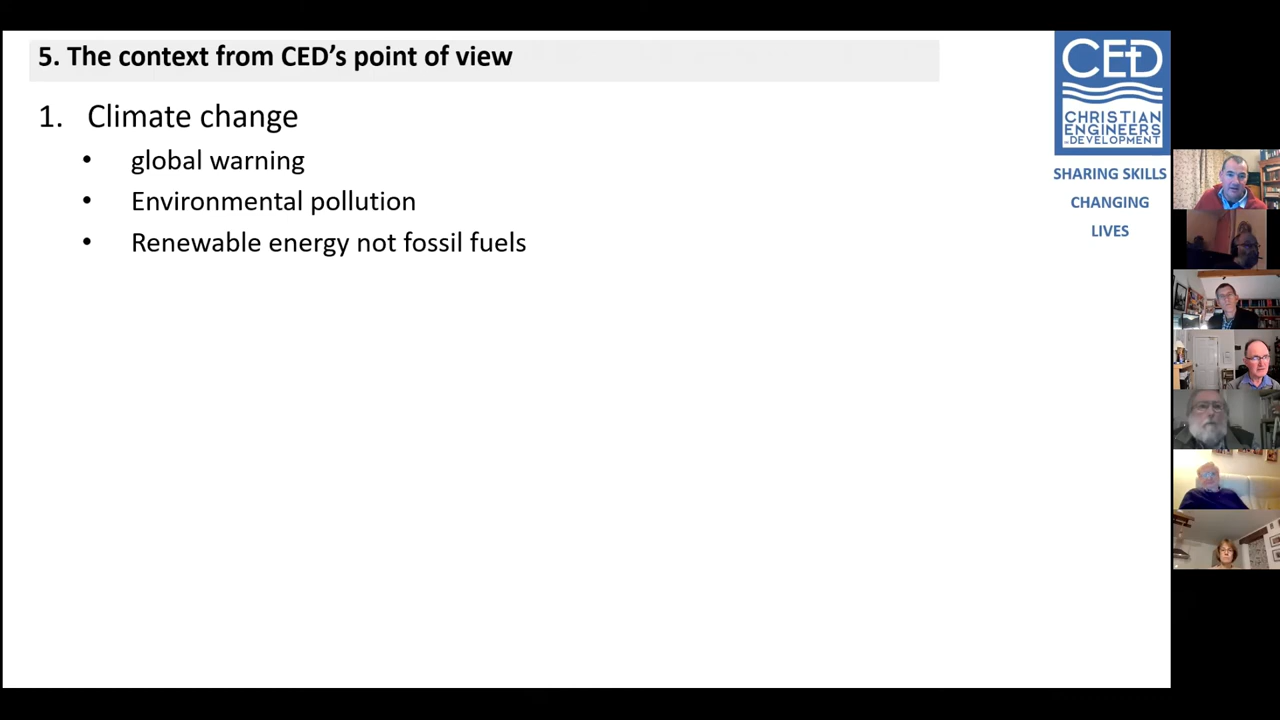 5. The context from CED's point of view
1. Climate change
• global warning
• Environmental pollution
• Renewable energy not fossil fuels
CED
CHRISTIAN
ENGINEERS
IN DEVELOPMENT
SHARING SKILLS
CHANGING
LIVES